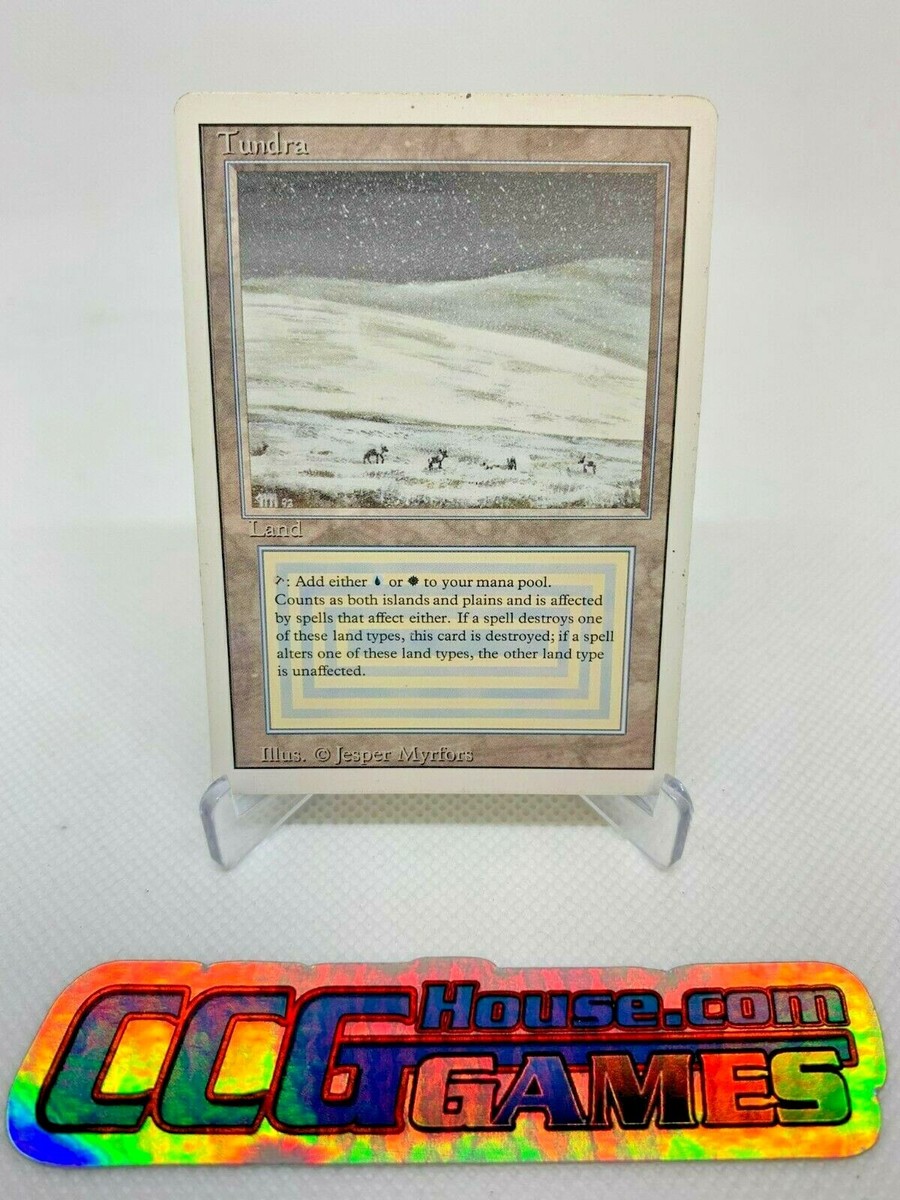 Tundra
Land
: Add either or to your mana pool.
Counts as both islands and plains and is affected
by spells that affect either. If a spell destroys one
of these land types, this card is destroyed; if a spell
alters one of these land types, the other land type
is unaffected.
Illus. © Jesper Myrfors
CCG House.com
GAMES